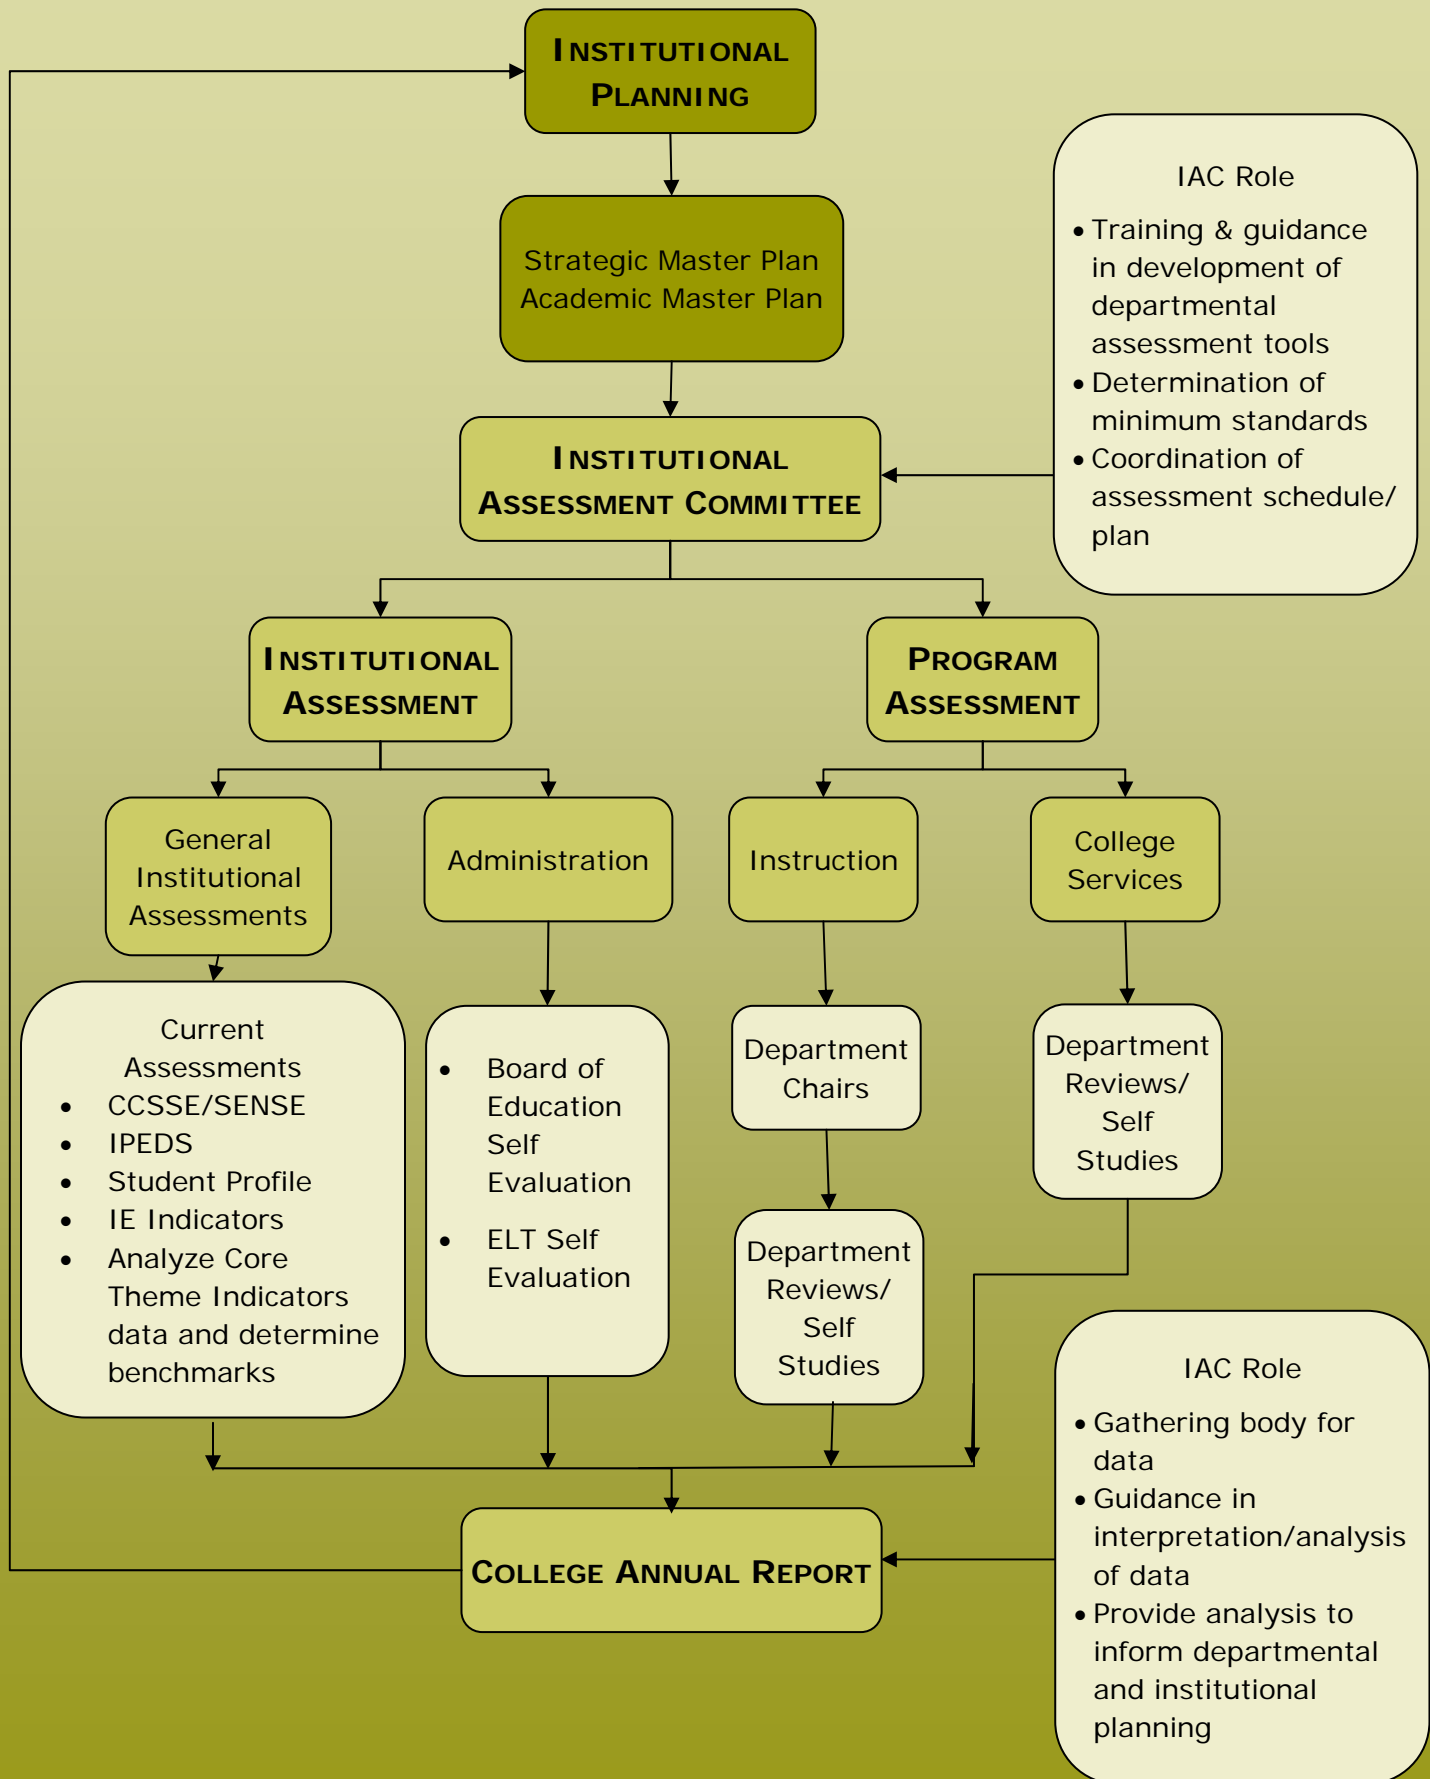 INSTITUTIONAL
PLANNING
Strategic Master Plan
Academic Master Plan
IAC Role
• Training & guidance
in development of
departmental
assessment tools
• Determination of
minimum standards
• Coordination of
assessment schedule/
plan
INSTITUTIONAL
ASSESSMENT COMMITTEE
INSTITUTIONAL
ASSESSMENT
PROGRAM
ASSESSMENT
General
Institutional
Assessments
Administration
Instruction
College
Services
Current
Assessments
• CCSSE/SENSE
• IPEDS
• Student Profile
• IE Indicators
• Analyze Core
Theme Indicators
data and determine
benchmarks
• Board of
Education
Self
Evaluation
• ELT Self
Evaluation
Department
Chairs
Department
Reviews/
Self
Studies
Department
Reviews/
Self
Studies
IAC Role
• Gathering body for
data
• Guidance in
interpretation/analysis
of data
• Provide analysis to
inform departmental
and institutional
planning
COLLEGE ANNUAL REPORT